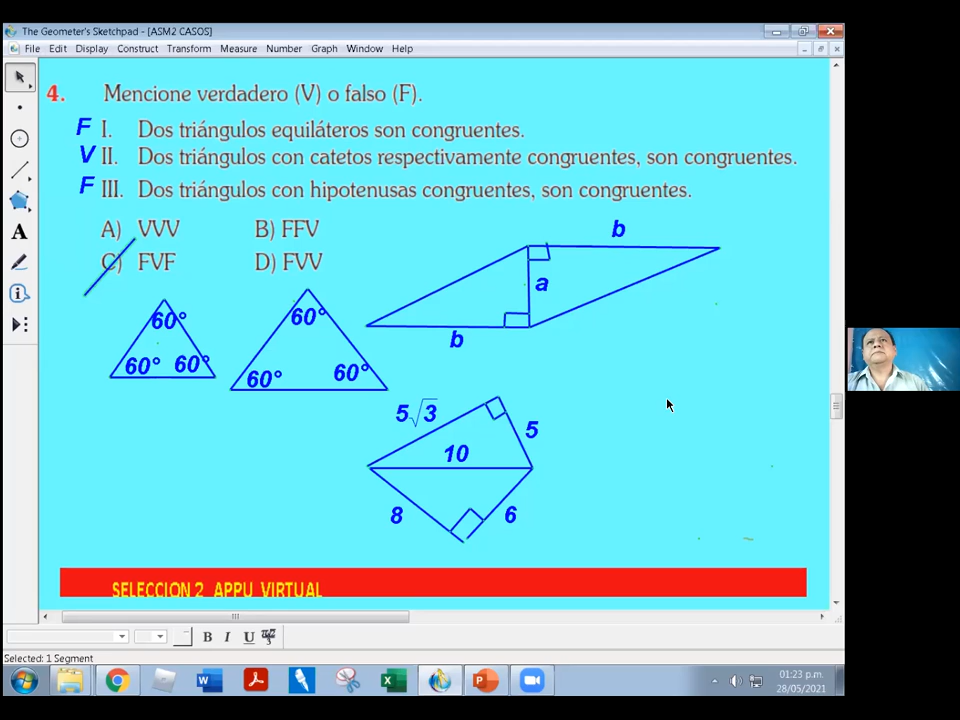 The Geometer's Sketchpad - [ASM2 CASOS]
File Edit Display Construct Transform Measure Number Graph Window Help
4. Mencione verdadero (V) o falso (F).
F I. Dos triángulos equiláteros son congruentes.
V II. Dos triángulos con catetos respectivamente congruentes, son congruentes.
F III. Dos triángulos con hipotenusas congruentes, son congruentes.
A) VVV B) FFV
C) FVF D) FVV
b
a
b
60°
60° 60°
60°
60° 60°
5√3
5
10
8 6
SELECCION 2 APPU VIRTUAL
B I U
Selected: 1 Segment
01:23 p.m.
28/05/2021